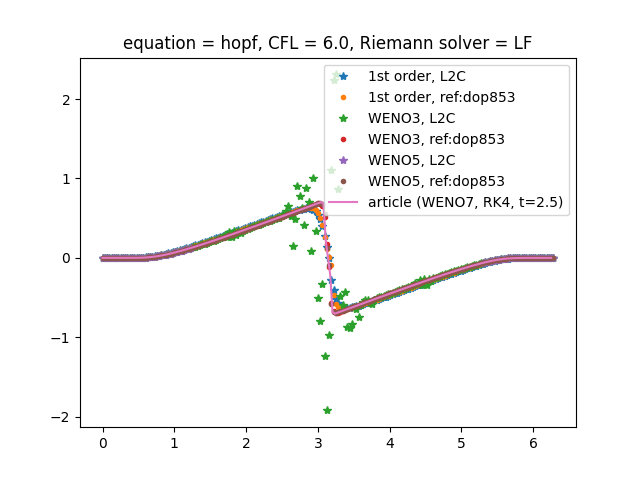 equation = hopf, CFL = 6.0, Riemann solver = LF
1st order, L2C
1st order, ref:dop853
WENO3, L2C
WENO3, ref:dop853
WENO5, L2C
WENO5, ref:dop853
article (WENO7, RK4, t=2.5)
2
1
0
−1
−2
0 1 2 3 4 5 6